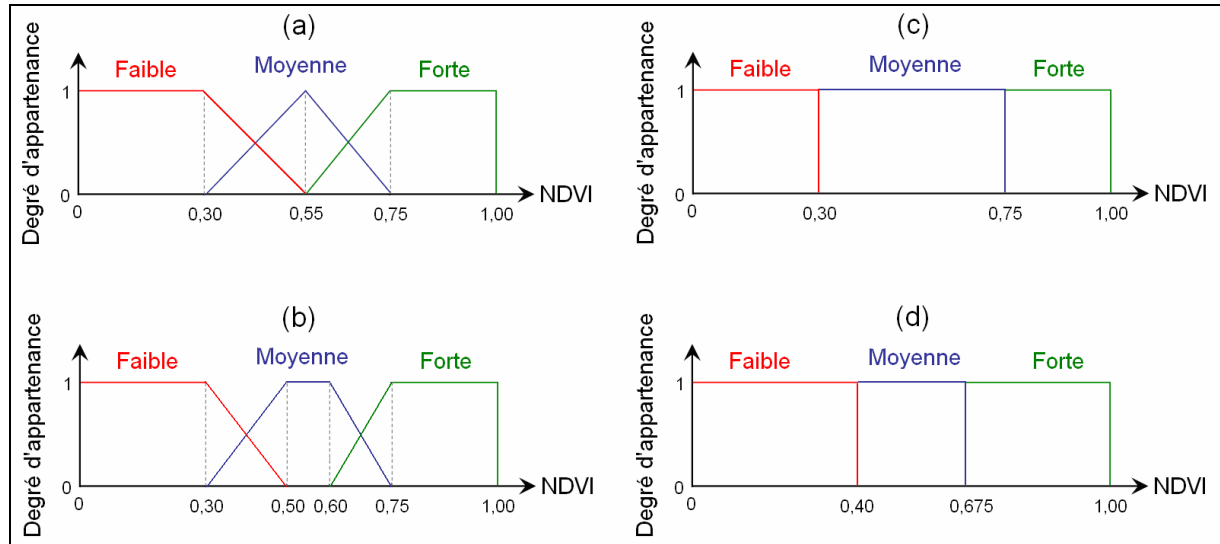 (a)
Degré d'appartenance
Faible
Moyenne
Forte
1
0
NDVI
0
0,30
0,55
0,75
1,00
(c)
Degré d'appartenance
Faible
Moyenne
Forte
1
0
NDVI
0
0,30
0,75
1,00
(b)
Degré d'appartenance
Faible
Moyenne
Forte
1
0
NDVI
0
0,30
0,50
0,60
0,75
1,00
(d)
Degré d'appartenance
Faible
Moyenne
Forte
1
0
NDVI
0
0,40
0,675
1,00